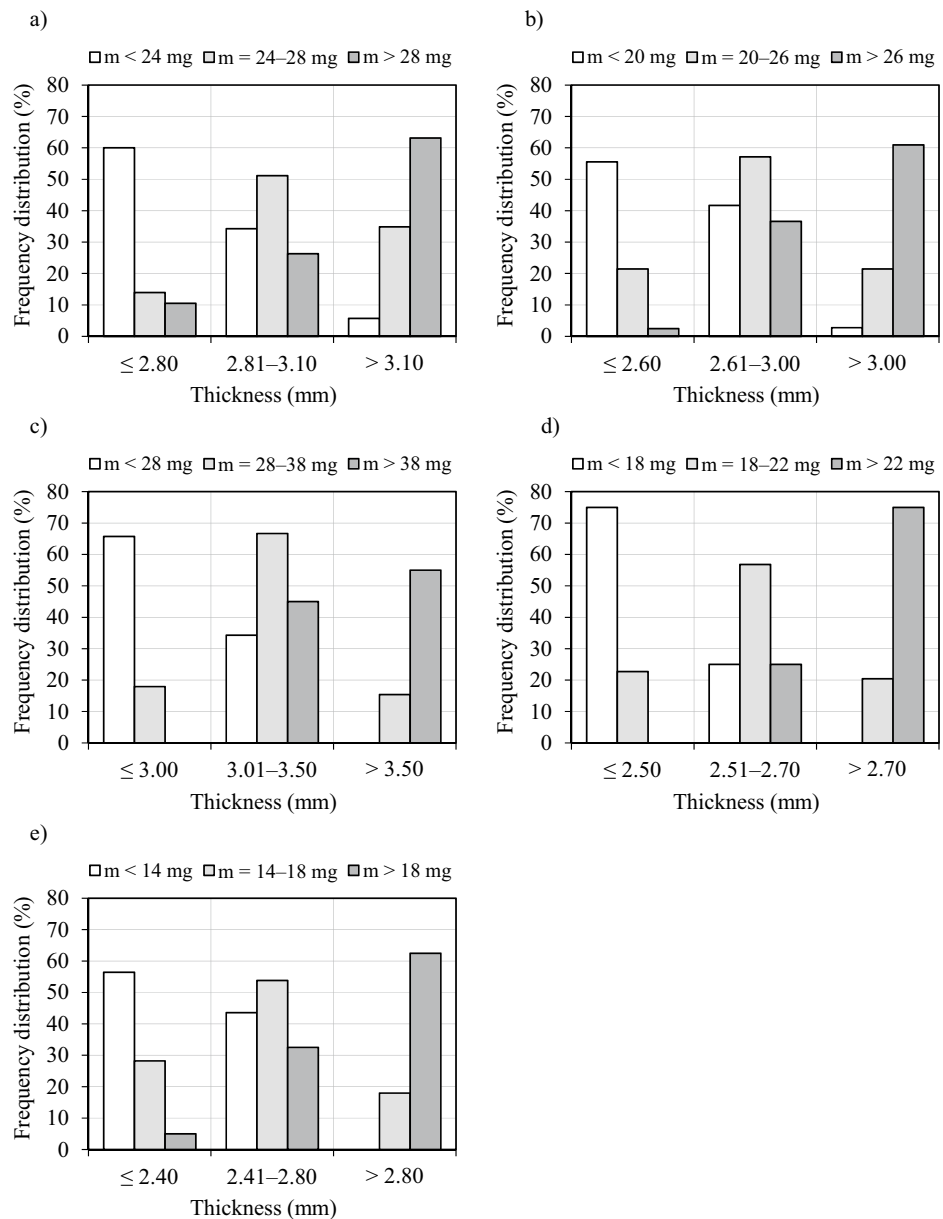 a)
m < 24 mg m = 24–28 mg m > 28 mg
Frequency distribution (%)
80
70
60
50
40
30
20
10
0
≤ 2.80 2.81–3.10 > 3.10
Thickness (mm)
b)
m < 20 mg m = 20–26 mg m > 26 mg
Frequency distribution (%)
80
70
60
50
40
30
20
10
0
≤ 2.60 2.61–3.00 > 3.00
Thickness (mm)
c)
m < 28 mg m = 28–38 mg m > 38 mg
Frequency distribution (%)
80
70
60
50
40
30
20
10
0
≤ 3.00 3.01–3.50 > 3.50
Thickness (mm)
d)
m < 18 mg m = 18–22 mg m > 22 mg
Frequency distribution (%)
80
70
60
50
40
30
20
10
0
≤ 2.50 2.51–2.70 > 2.70
Thickness (mm)
e)
m < 14 mg m = 14–18 mg m > 18 mg
Frequency distribution (%)
80
70
60
50
40
30
20
10
0
≤ 2.40 2.41–2.80 > 2.80
Thickness (mm)